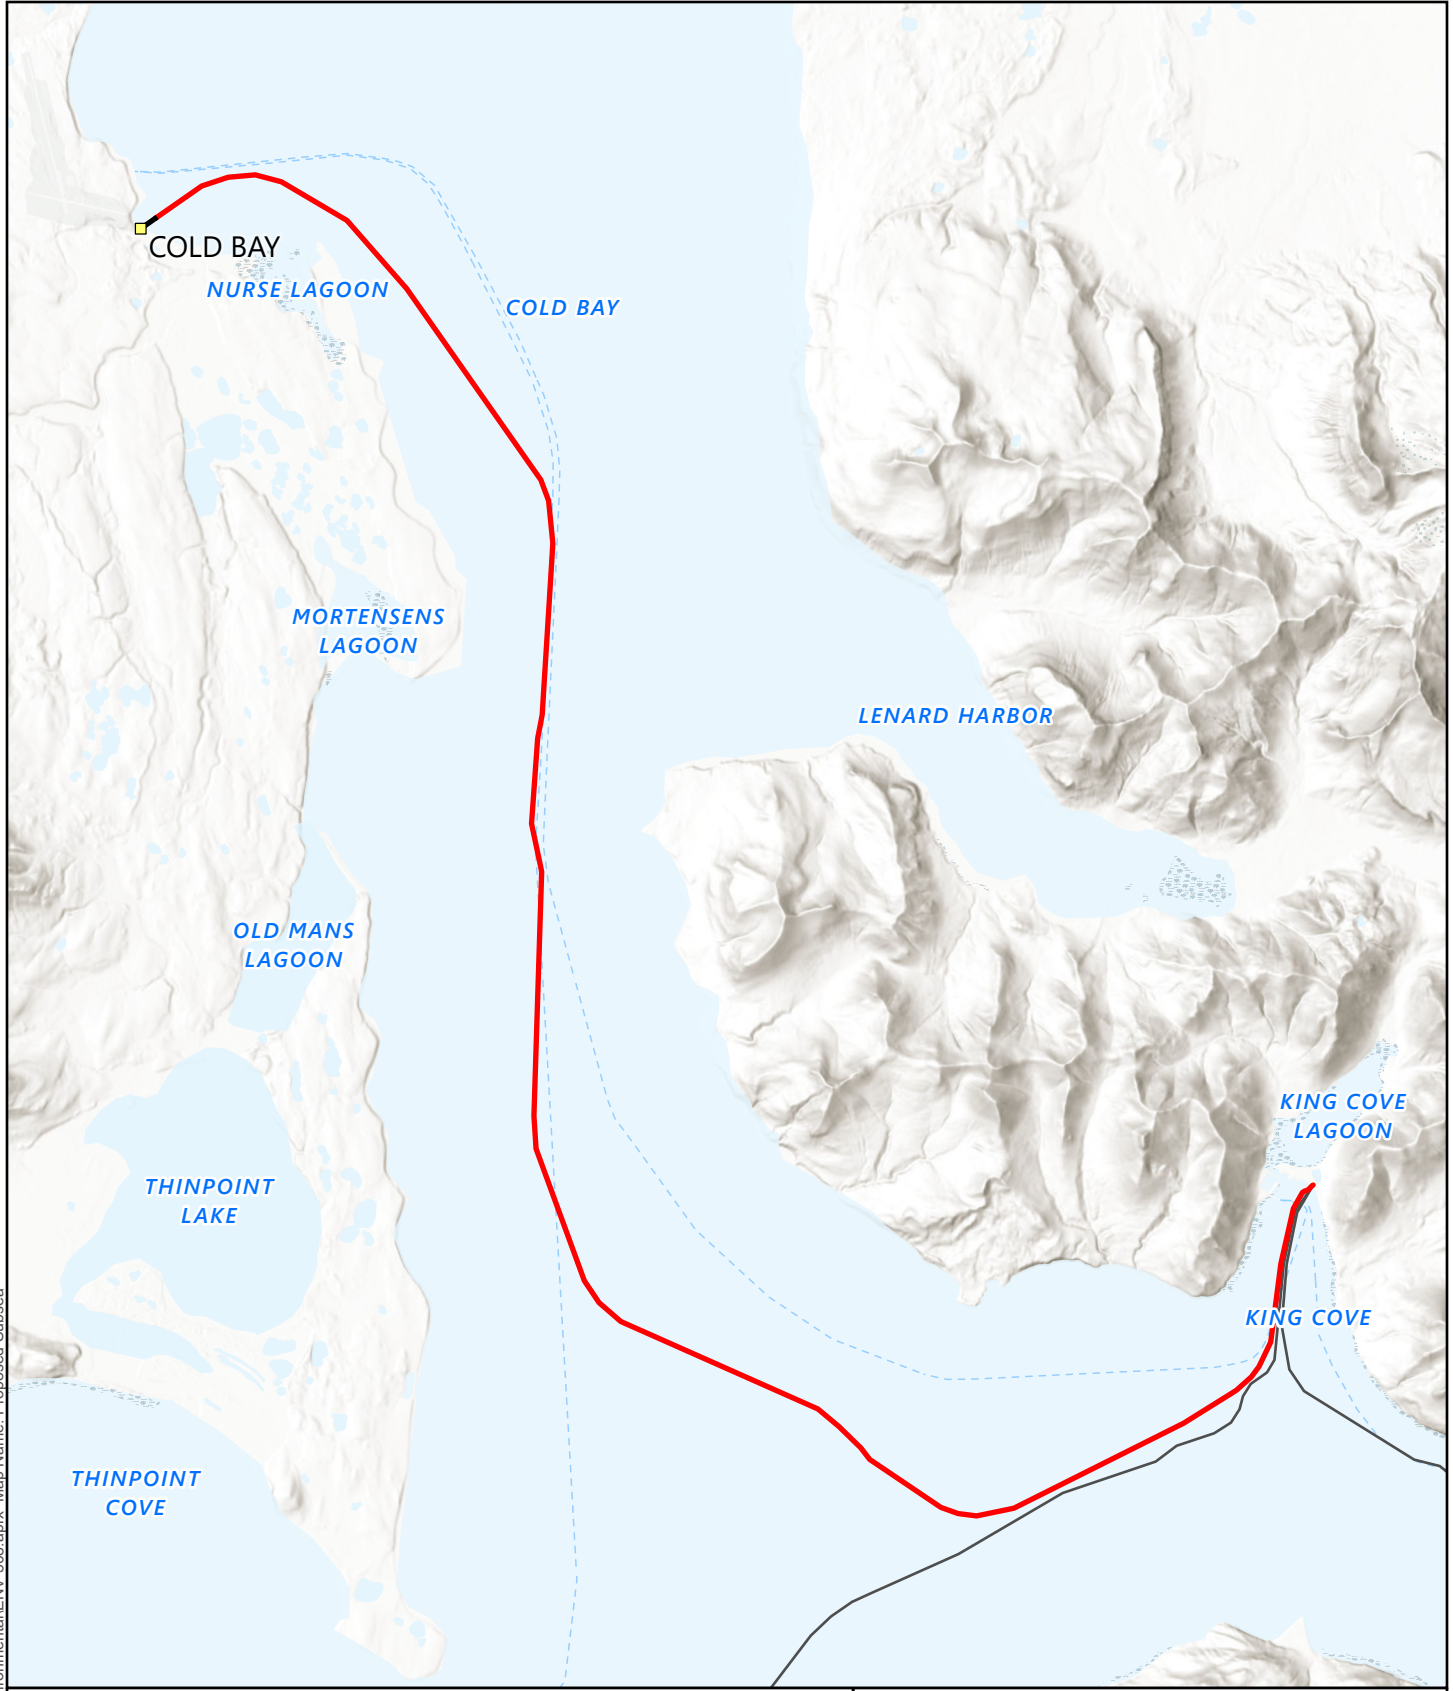 COLD BAY
NURSE LAGOON
COLD BAY
MORTENSENS
LAGOON
LENARD HARBOR
OLD MANS
LAGOON
KING COVE
LAGOON
THINPOINT
LAKE
KING COVE
THINPOINT
COVE